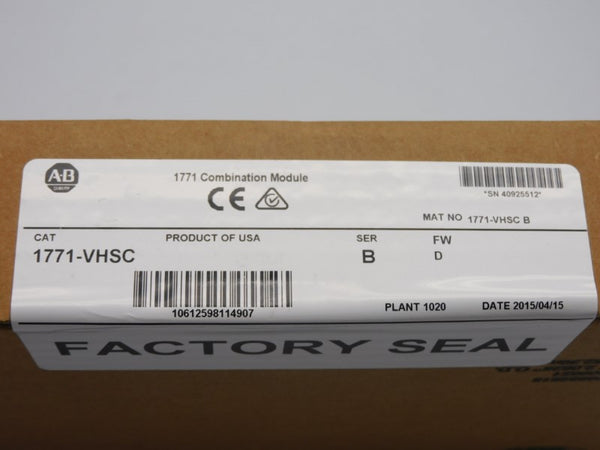 A-B
1771 Combination Module
CE
*SN 40925512*
MAT NO 1771-VHSC B
CAT
PRODUCT OF USA
SER
FW
1771-VHSC
B
D
10612598114907
PLANT 1020
DATE 2015/04/15
FACTORY SEAL